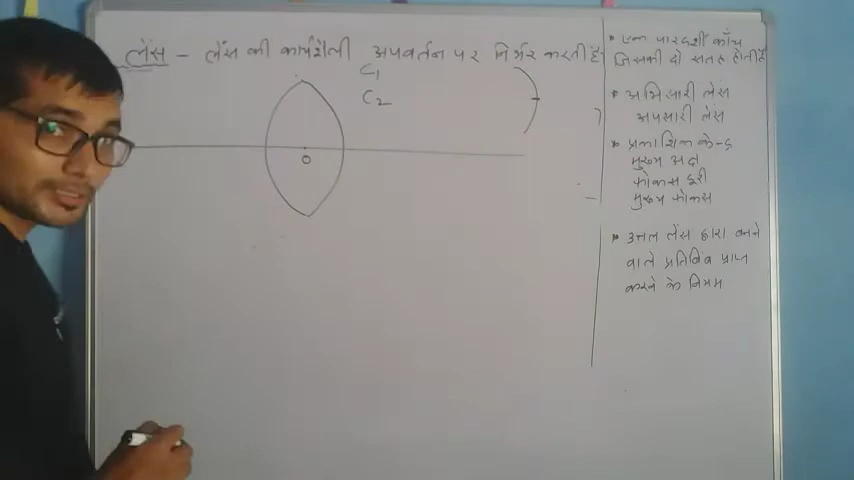 लेंस - लेंस की कार्यशैली अपवर्तन पर निर्भर करती है
C₁
C₂
O
• एक पारदर्शी काँच
जिसकी दो सतह होती है
• अभिसारी लेंस
अपसारी लेंस
• प्रकाशिक केन्द्र
मुख्य अक्ष
फोकस दूरी
मुख्य फोकस
• उत्तल लेंस द्वारा बनने
वाले प्रतिबिंब प्राप्त
करने के नियम